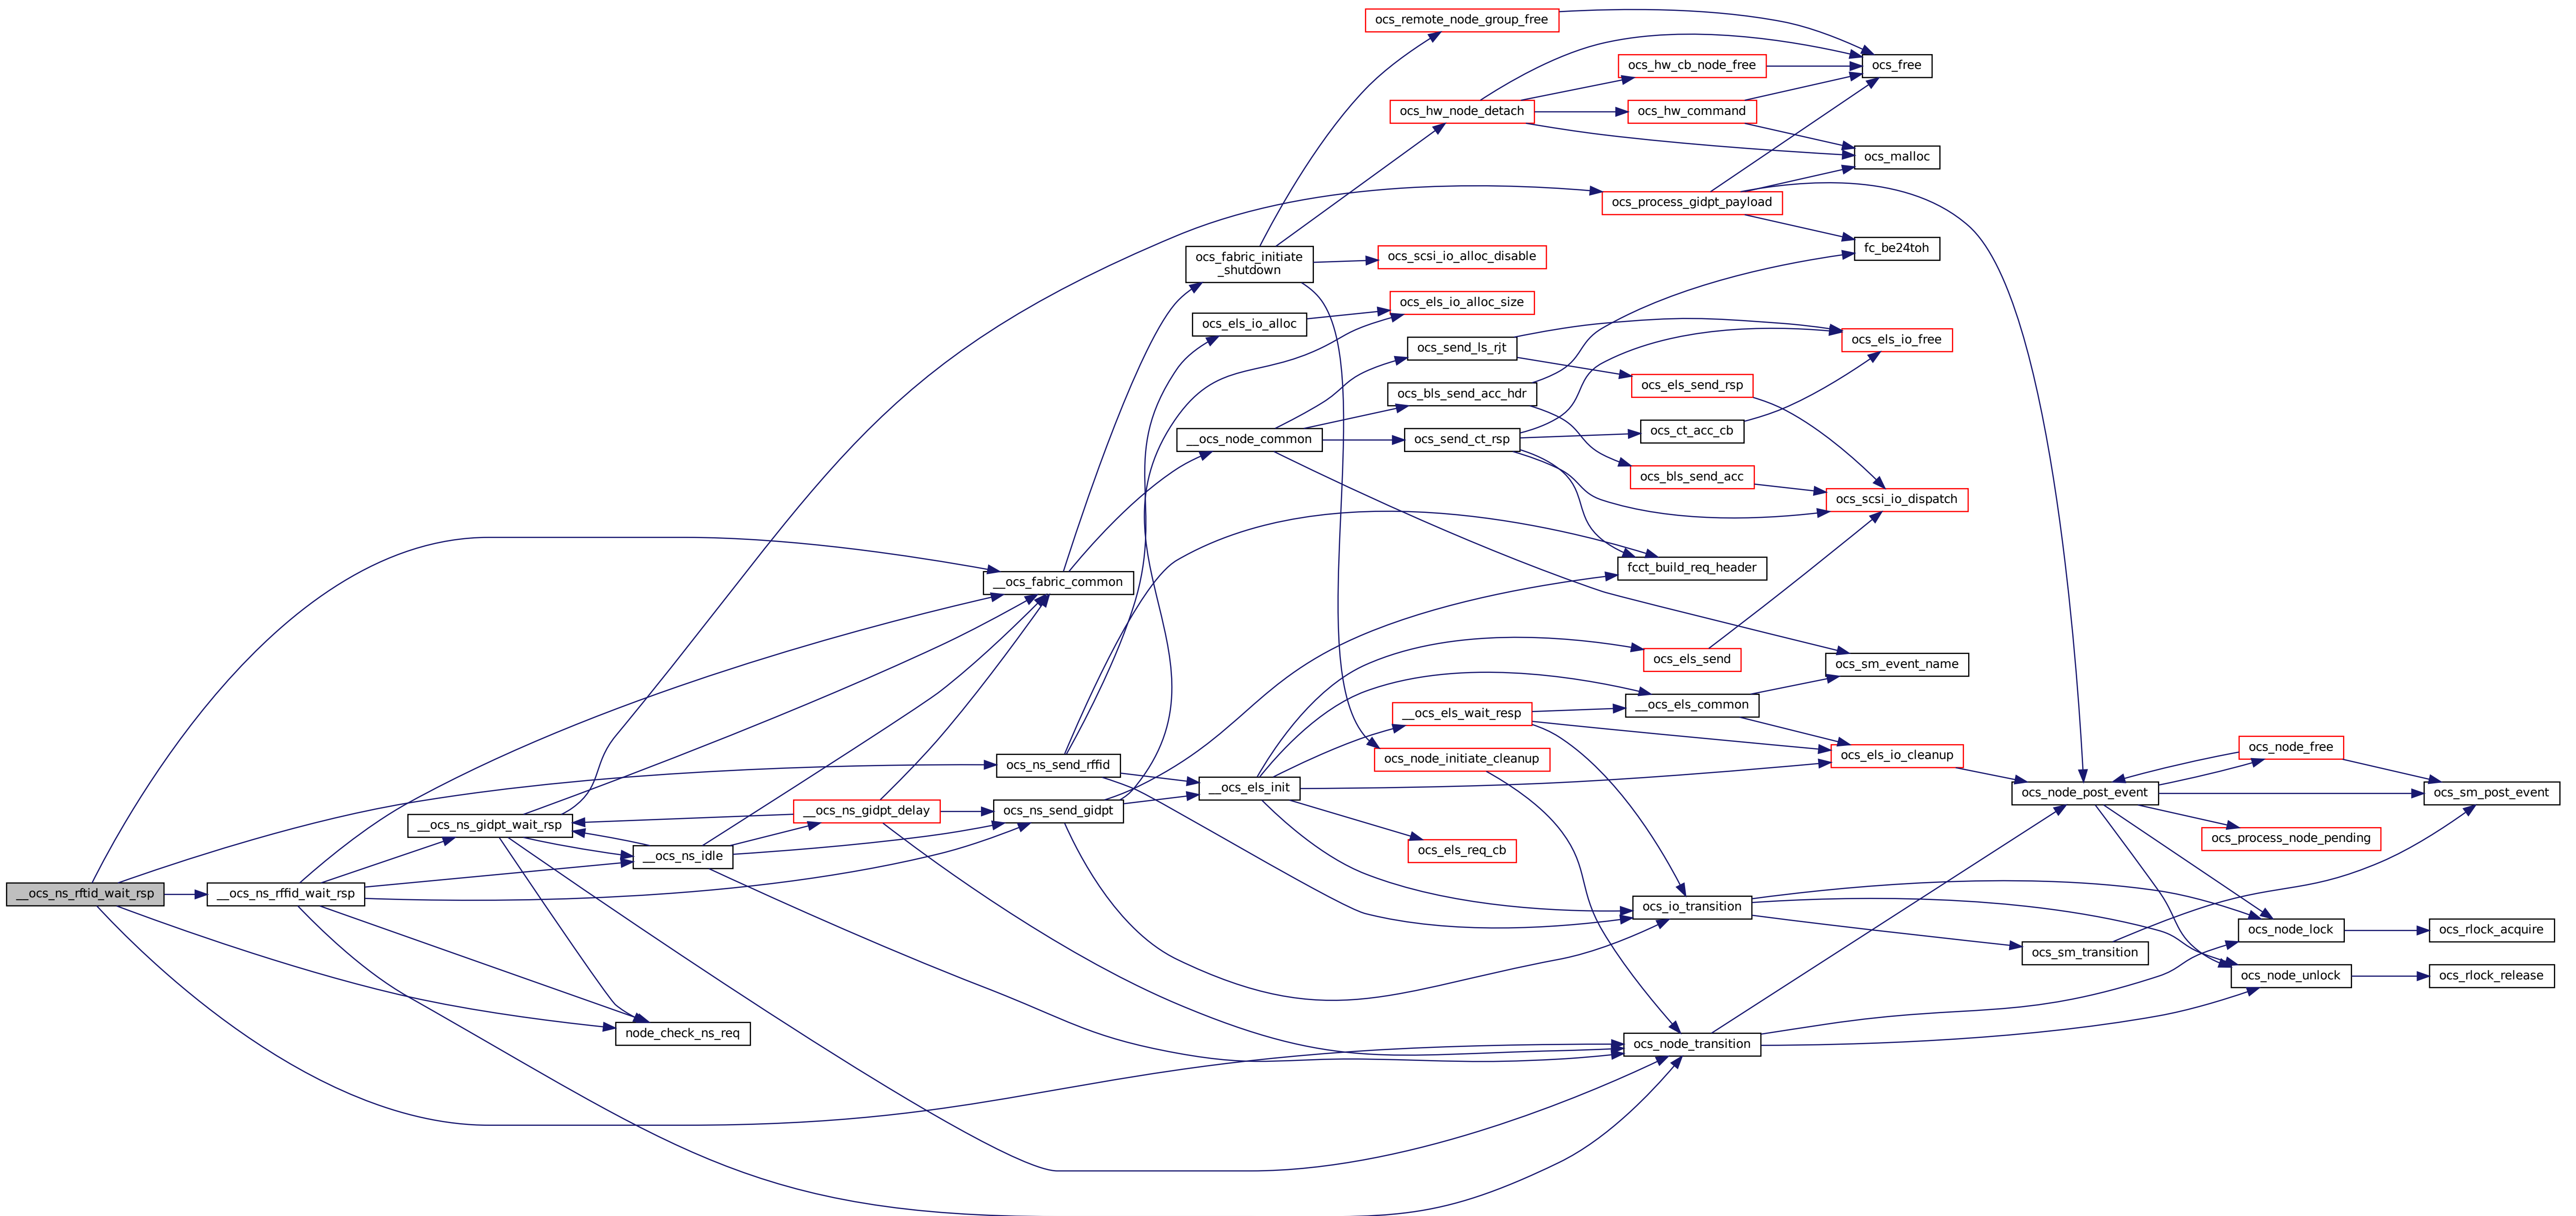 ocs_remote_node_group_free
ocs_free
ocs_hw_cb_node_free
ocs_hw_node_detach
ocs_hw_command
ocs_malloc
ocs_process_gidpt_payload
fc_be24toh
ocs_fabric_initiate
_shutdown
ocs_scsi_io_alloc_disable
ocs_els_io_alloc_size
ocs_els_io_alloc
ocs_send_ls_rjt
ocs_els_io_free
ocs_els_send_rsp
ocs_bls_send_acc_hdr
ocs_ct_acc_cb
__ocs_node_common
ocs_send_ct_rsp
ocs_bls_send_acc
ocs_scsi_io_dispatch
fcct_build_req_header
__ocs_fabric_common
ocs_els_send
ocs_sm_event_name
__ocs_els_common
__ocs_els_wait_resp
ocs_node_initiate_cleanup
ocs_els_io_cleanup
ocs_node_free
ocs_ns_send_rffid
__ocs_els_init
ocs_node_post_event
ocs_sm_post_event
__ocs_ns_gidpt_delay
ocs_ns_send_gidpt
__ocs_ns_gidpt_wait_rsp
ocs_process_node_pending
ocs_els_req_cb
__ocs_ns_idle
__ocs_ns_rftid_wait_rsp
__ocs_ns_rffid_wait_rsp
ocs_io_transition
ocs_node_lock
ocs_rlock_acquire
ocs_sm_transition
ocs_node_unlock
ocs_rlock_release
node_check_ns_req
ocs_node_transition